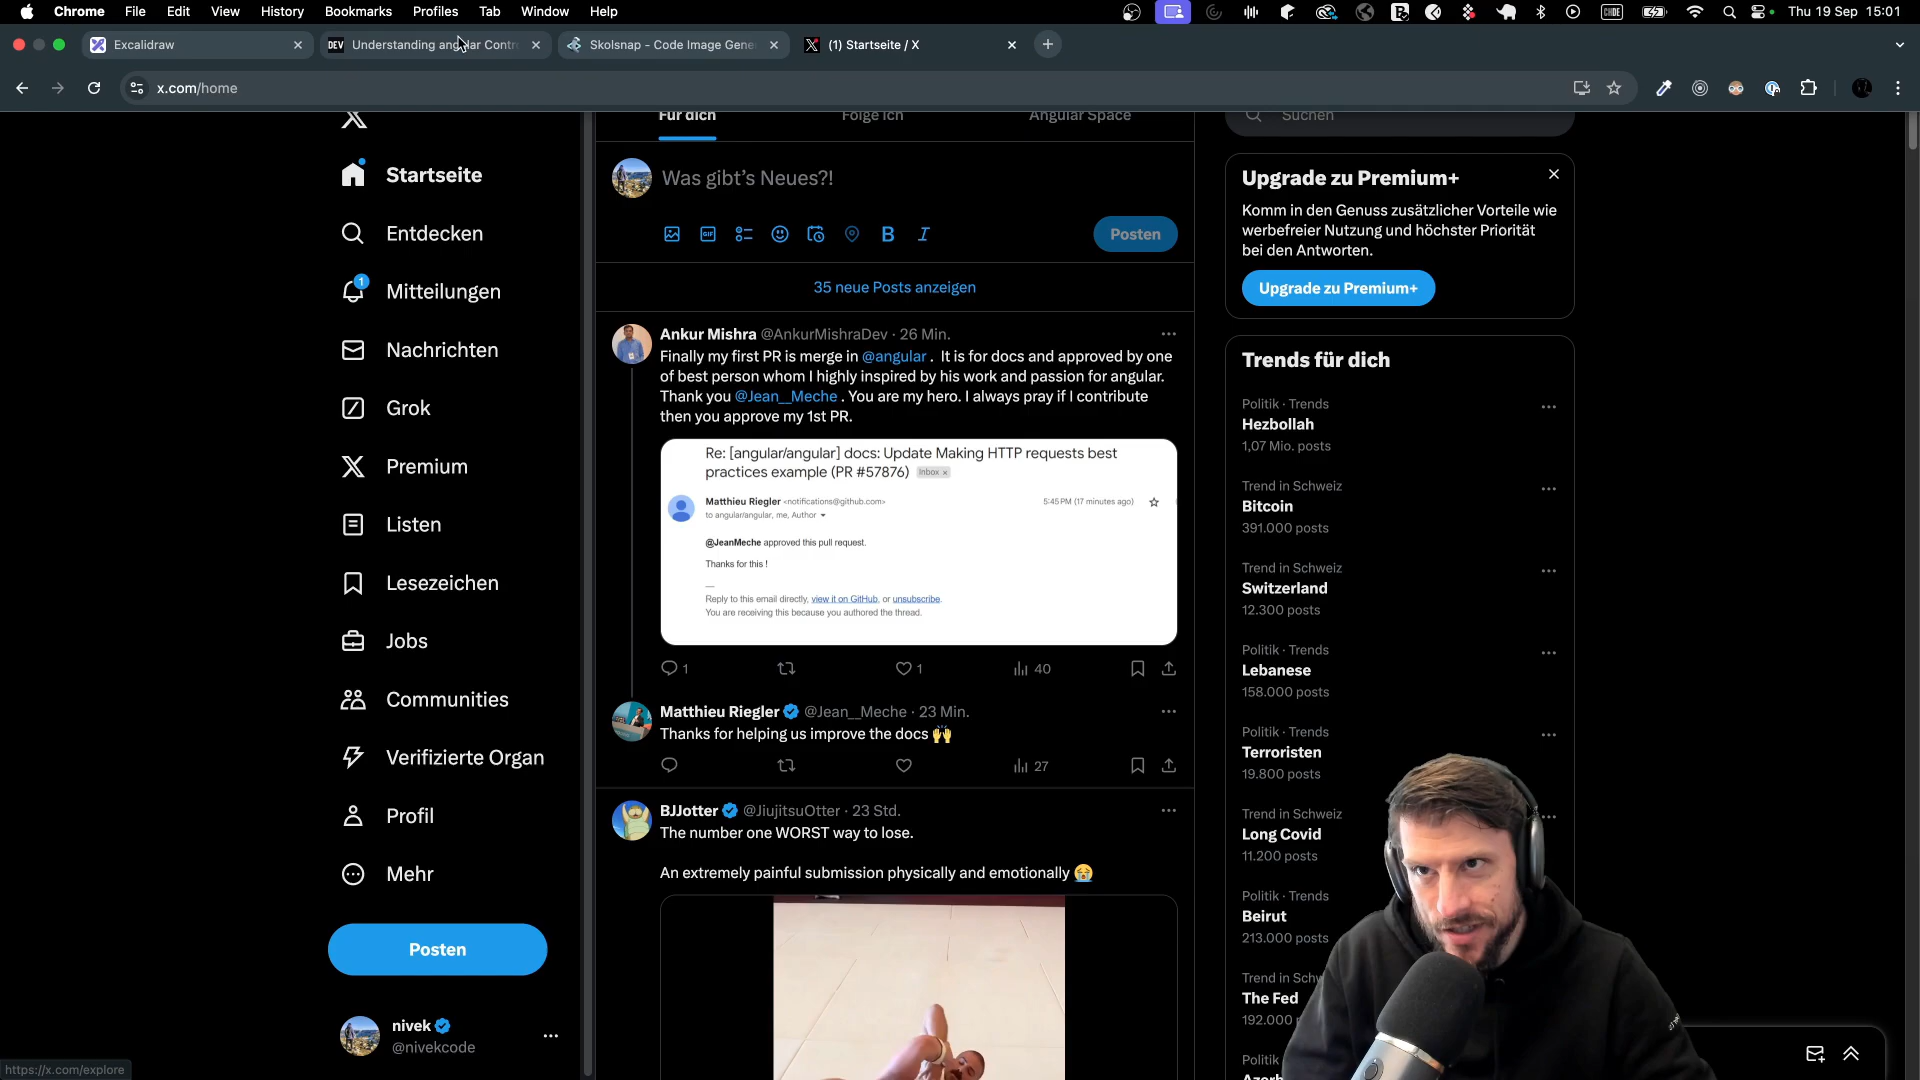 Chrome File Edit View History Bookmarks Profiles Tab Window Help
Thu 19 Sep 15:01
Excalidraw
DEV Understanding angular Contr
Skolsnap - Code Image Gene
(1) Startseite / X
x.com/home
Startseite
Entdecken
1
Mitteilungen
Nachrichten
Grok
Premium
Listen
Lesezeichen
Jobs
Communities
Verifizierte Organ
Profil
Mehr
Posten
nivek
@nivekcode
https://x.com/explore
Für dich Folge ich Angular Space
Was gibt's Neues?!
GIF B I
Posten
35 neue Posts anzeigen
Ankur Mishra @AnkurMishraDev · 26 Min.
Finally my first PR is merge in @angular . It is for docs and approved by one
of best person whom I highly inspired by his work and passion for angular.
Thank you @Jean__Meche . You are my hero. I always pray if I contribute
then you approve my 1st PR.
Re: [angular/angular] docs: Update Making HTTP requests best
practices example (PR #57876) Inbox ×
Matthieu Riegler <notifications@github.com> 5:45 PM (17 minutes ago)
to angular/angular, me, Author
@JeanMeche approved this pull request.
Thanks for this !
—
Reply to this email directly, view it on GitHub, or unsubscribe.
You are receiving this because you authored the thread.
1 1 40
Matthieu Riegler @Jean__Meche · 23 Min.
Thanks for helping us improve the docs 🙌
27
BJJotter @JiujitsuOtter · 23 Std.
The number one WORST way to lose.
An extremely painful submission physically and emotionally 😭
Suchen
Upgrade zu Premium+
Komm in den Genuss zusätzlicher Vorteile wie
werbefreier Nutzung und höchster Priorität
bei den Antworten.
Upgrade zu Premium+
Trends für dich
Politik · Trends
Hezbollah
1,07 Mio. posts
Trend in Schweiz
Bitcoin
391.000 posts
Trend in Schweiz
Switzerland
12.300 posts
Politik · Trends
Lebanese
158.000 posts
Politik · Trends
Terroristen
19.800 posts
Trend in Schweiz
Long Covid
11.200 posts
Politik · Trends
Beirut
213.000 posts
Trend in Schw
The Fed
192.000
Politik